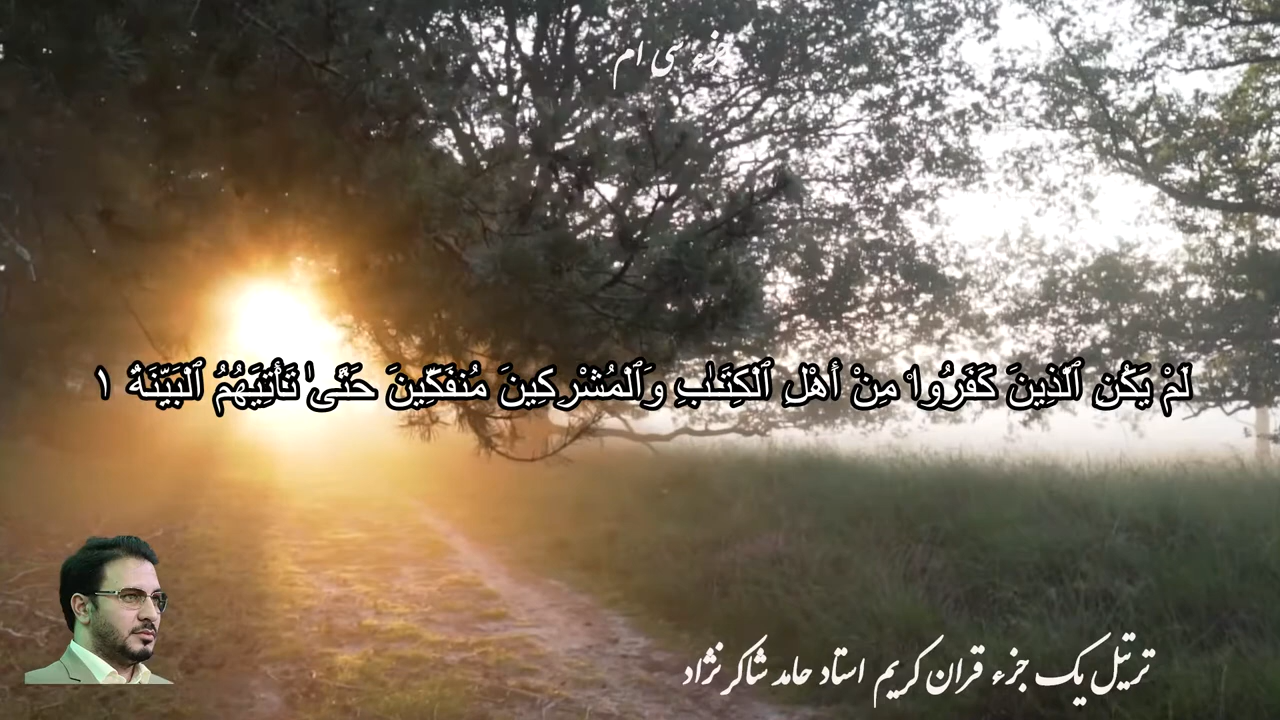 جزء سی ام
لَمْ يَكُنِ ٱلَّذِينَ كَفَرُوا۟ مِنْ أَهْلِ ٱلْكِتَـٰبِ وَٱلْمُشْرِكِينَ مُنفَكِّينَ حَتَّىٰ تَأْتِيَهُمُ ٱلْبَيِّنَةُ ١
ترتیل یک جزء قران کریم استاد حامد شاکرنژاد